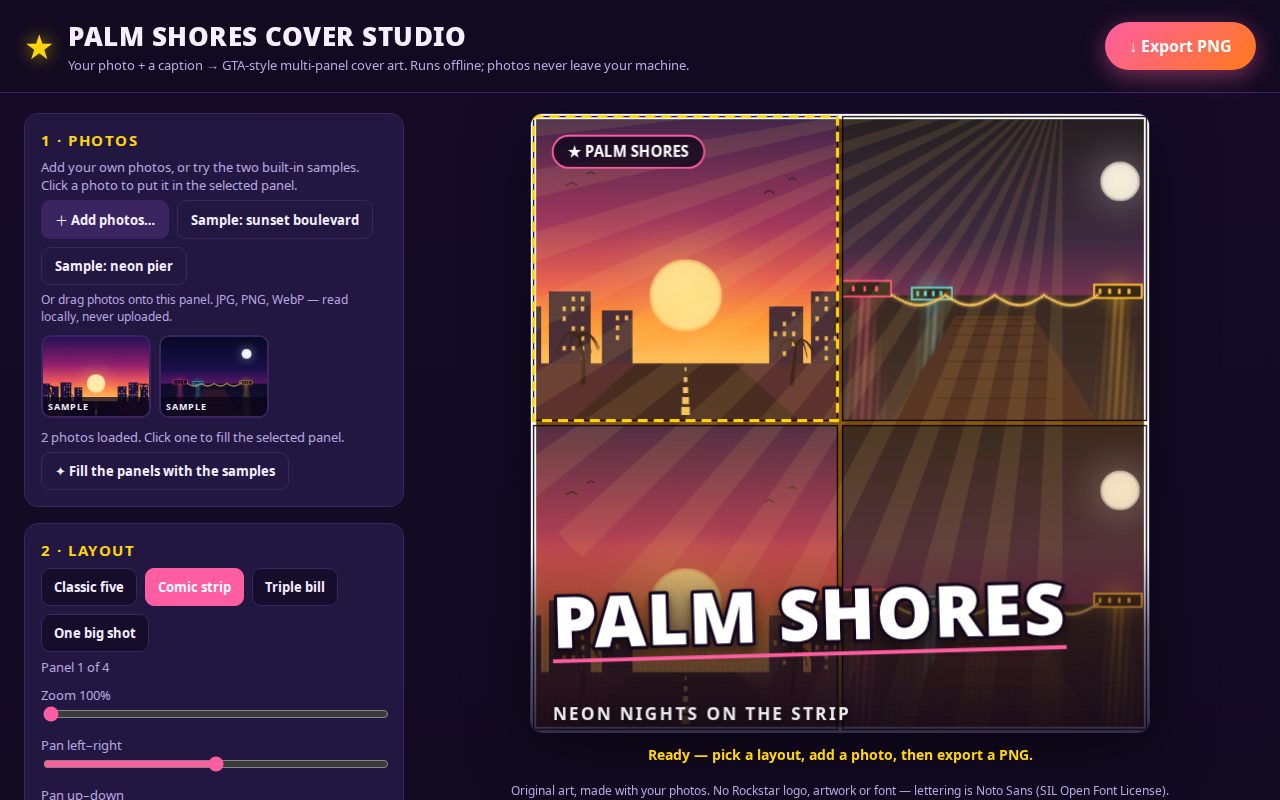 ★ PALM SHORES COVER STUDIO
Your photo + a caption → GTA-style multi-panel cover art. Runs offline; photos never leave your machine.
↓ Export PNG
1 · PHOTOS
Add your own photos, or try the two built-in samples.
Click a photo to put it in the selected panel.
+ Add photos...
Sample: sunset boulevard
Sample: neon pier
Or drag photos onto this panel. JPG, PNG, WebP — read
locally, never uploaded.
SAMPLE
SAMPLE
2 photos loaded. Click one to fill the selected panel.
✦ Fill the panels with the samples
2 · LAYOUT
Classic five
Comic strip
Triple bill
One big shot
Panel 1 of 4
Zoom 100%
Pan left–right
Pan up–down
★ PALM SHORES
PALM SHORES
NEON NIGHTS ON THE STRIP
Ready — pick a layout, add a photo, then export a PNG.
Original art, made with your photos. No Rockstar logo, artwork or font — lettering is Noto Sans (SIL Open Font License).